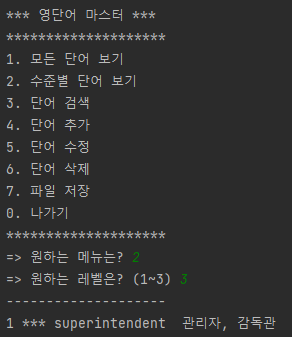 *** 영단어 마스터 ***
********************
1. 모든 단어 보기
2. 수준별 단어 보기
3. 단어 검색
4. 단어 추가
5. 단어 수정
6. 단어 삭제
7. 파일 저장
0. 나가기
********************
=> 원하는 메뉴는? 2
=> 원하는 레벨은? (1~3) 3
--------------------
1 *** superintendent  관리자, 감독관